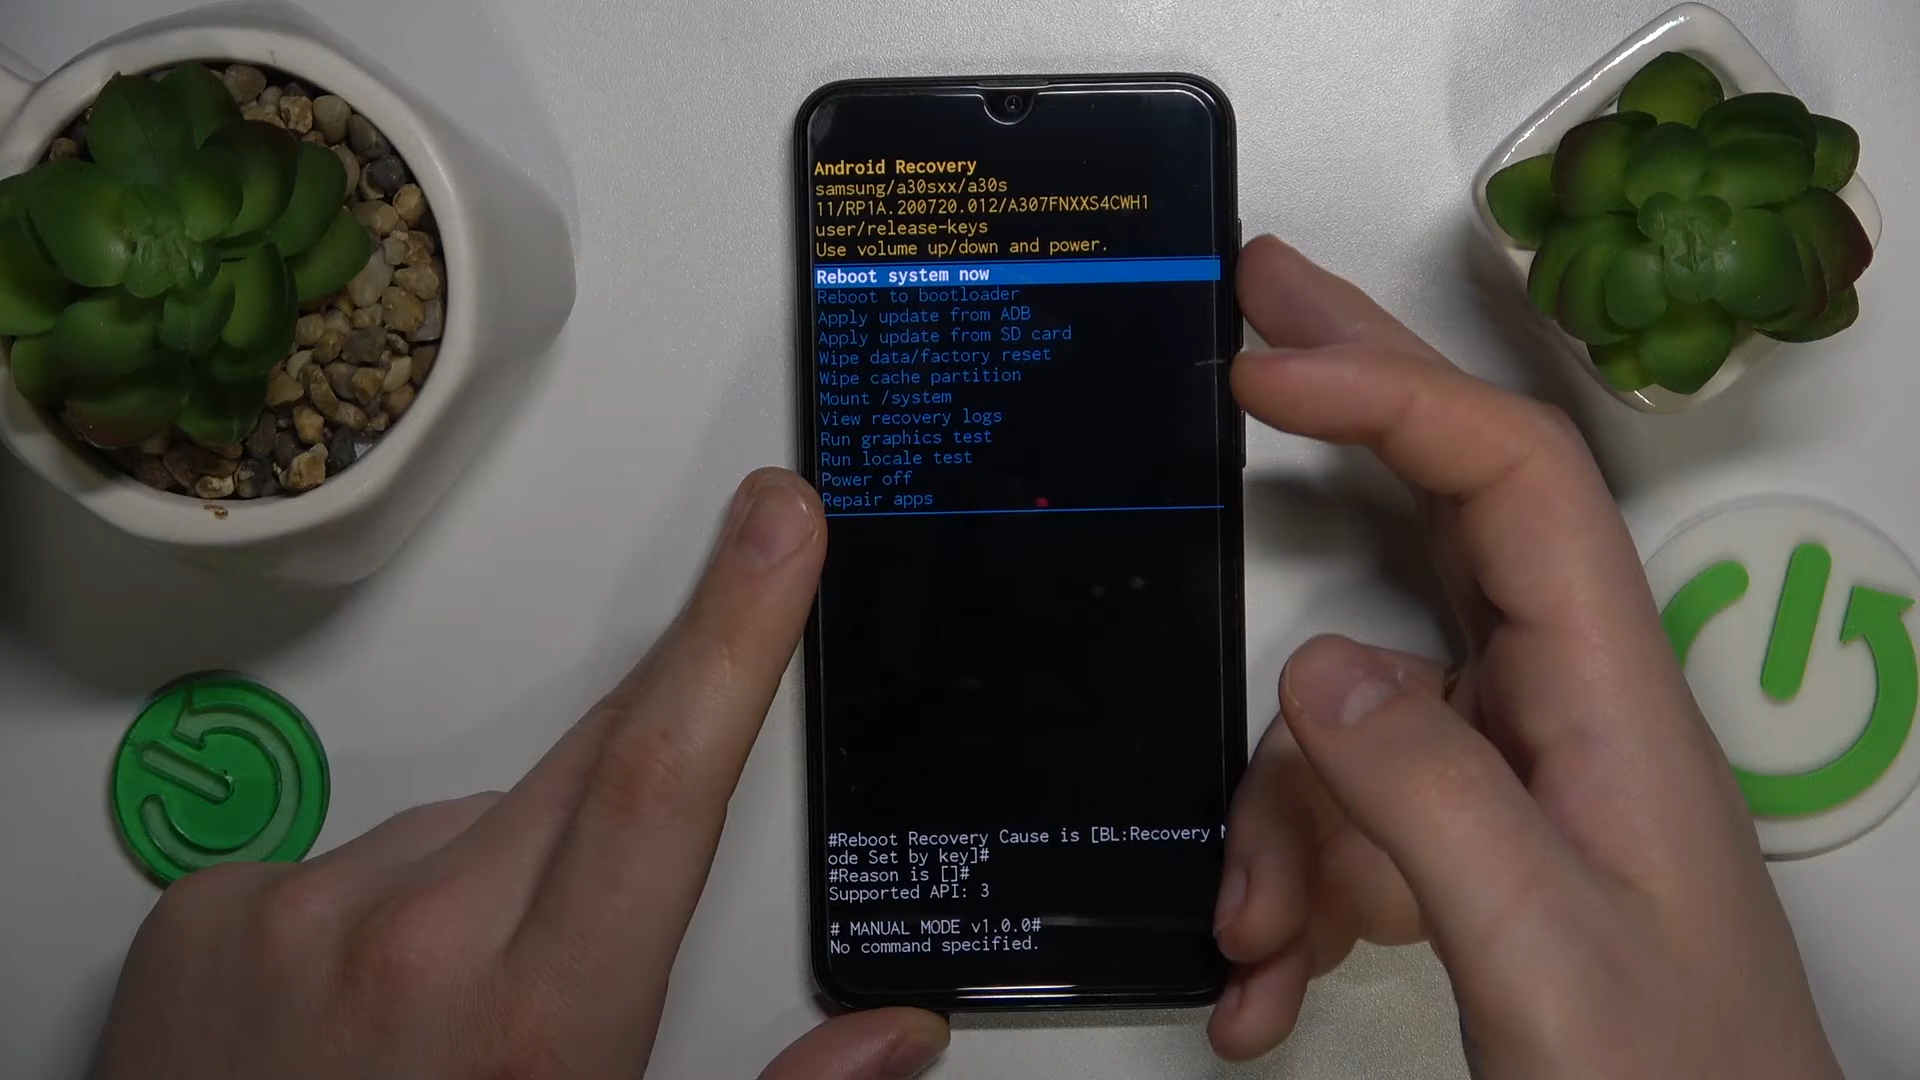 Android Recovery
samsung/a30sxx/a30s
11/RP1A.200720.012/A307FNXXS4CWH1
user/release-keys
Use volume up/down and power.
Reboot system now
Reboot to bootloader
Apply update from ADB
Apply update from SD card
Wipe data/factory reset
Wipe cache partition
Mount /system
View recovery logs
Run graphics test
Run locale test
Power off
Repair apps
#Reboot Recovery Cause is [BL:Recovery M
ode Set by key]#
#Reason is []#
Supported API: 3
# MANUAL MODE v1.0.0#
No command specified.